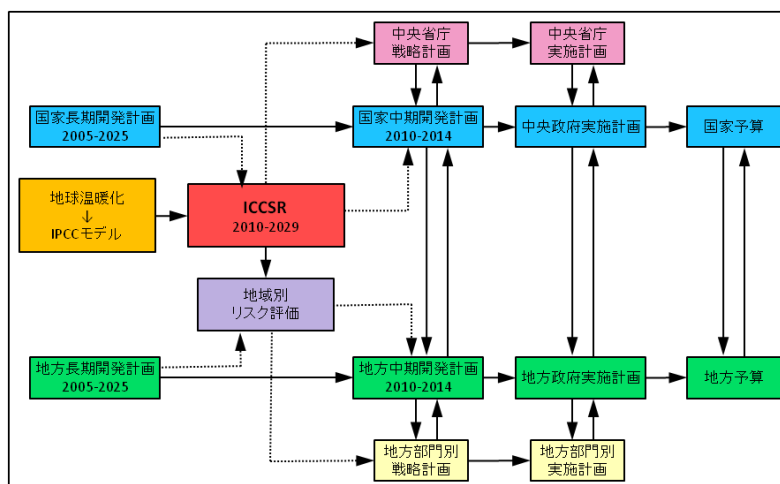 中央省庁
戦略計画
中央省庁
実施計画
国家長期開発計画
2005-2025
国家中期開発計画
2010-2014
中央政府実施計画
国家予算
地球温暖化
↓
IPCCモデル
ICCSR
2010-2029
地域別
リスク評価
地方長期開発計画
2005-2025
地方中期開発計画
2010-2014
地方政府実施計画
地方予算
地方部門別
戦略計画
地方部門別
実施計画